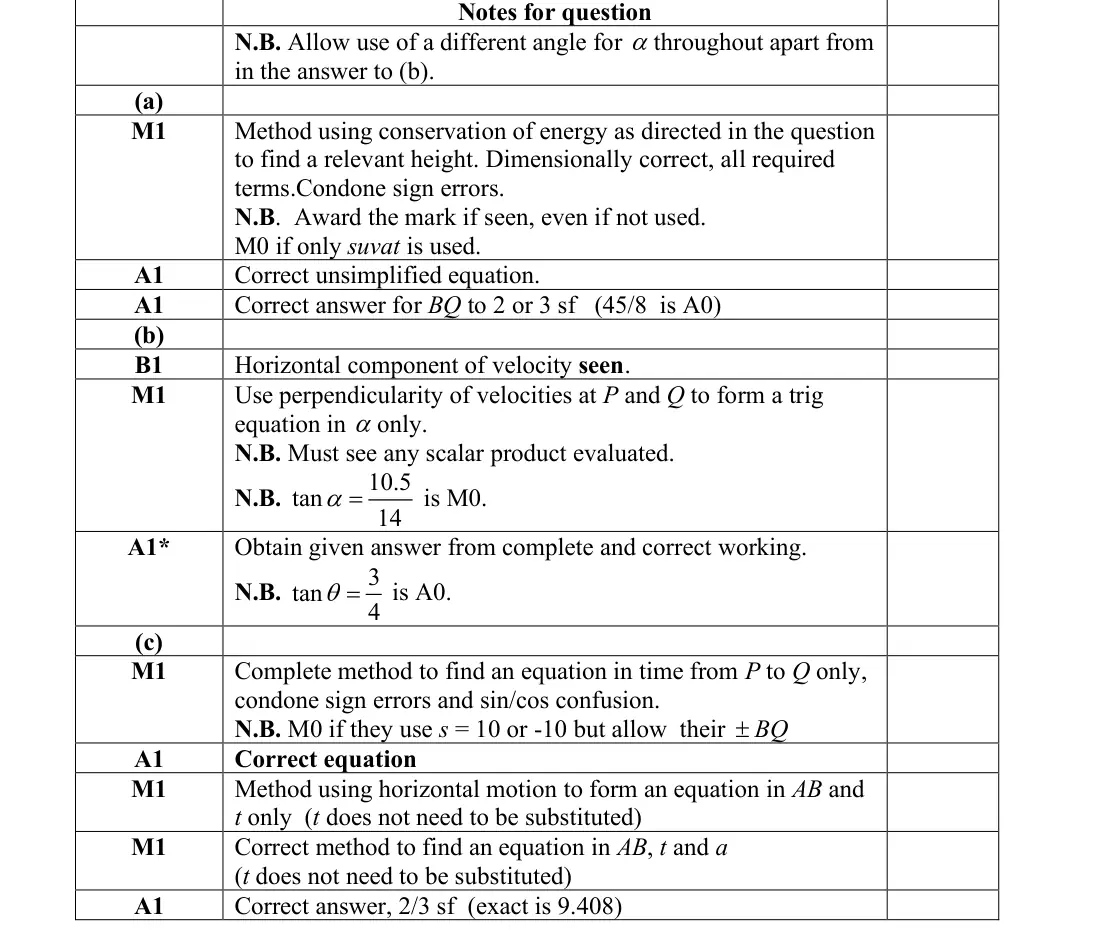 Notes for question
N.B. Allow use of a different angle for α throughout apart from
in the answer to (b).
(a)
M1 Method using conservation of energy as directed in the question
to find a relevant height. Dimensionally correct, all required
terms.Condone sign errors.
N.B. Award the mark if seen, even if not used.
M0 if only suvat is used.
A1 Correct unsimplified equation.
A1 Correct answer for BQ to 2 or 3 sf (45/8 is A0)
(b)
B1 Horizontal component of velocity seen.
M1 Use perpendicularity of velocities at P and Q to form a trig
equation in α only.
N.B. Must see any scalar product evaluated.
N.B. tan α = 10.5/14 is M0.
A1* Obtain given answer from complete and correct working.
N.B. tan θ = 3/4 is A0.
(c)
M1 Complete method to find an equation in time from P to Q only,
condone sign errors and sin/cos confusion.
N.B. M0 if they use s = 10 or -10 but allow their ± BQ
A1 Correct equation
M1 Method using horizontal motion to form an equation in AB and
t only (t does not need to be substituted)
M1 Correct method to find an equation in AB, t and a
(t does not need to be substituted)
A1 Correct answer, 2/3 sf (exact is 9.408)